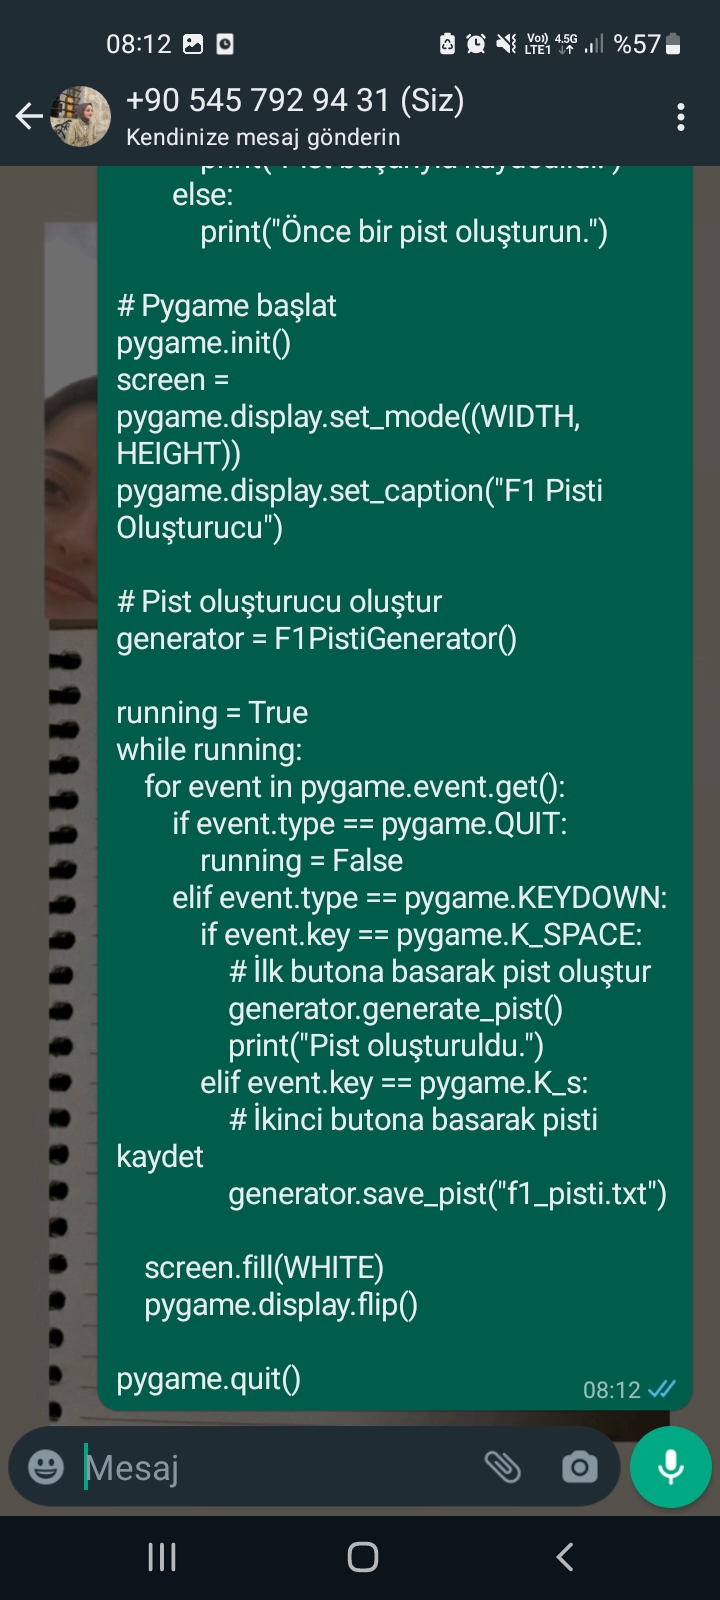 08:12
Vo)) 4.5G
LTE1
%57
+90 545 792 94 31 (Siz)
Kendinize mesaj gönderin
else:
print("Önce bir pist oluşturun.")
# Pygame başlat
pygame.init()
screen =
pygame.display.set_mode((WIDTH,
HEIGHT))
pygame.display.set_caption("F1 Pisti
Oluşturucu")
# Pist oluşturucu oluştur
generator = F1PistiGenerator()
running = True
while running:
for event in pygame.event.get():
if event.type == pygame.QUIT:
running = False
elif event.type == pygame.KEYDOWN:
if event.key == pygame.K_SPACE:
# İlk butona basarak pist oluştur
generator.generate_pist()
print("Pist oluşturuldu.")
elif event.key == pygame.K_s:
# İkinci butona basarak pisti
kaydet
generator.save_pist("f1_pisti.txt")
screen.fill(WHITE)
pygame.display.flip()
pygame.quit()
08:12
Mesaj